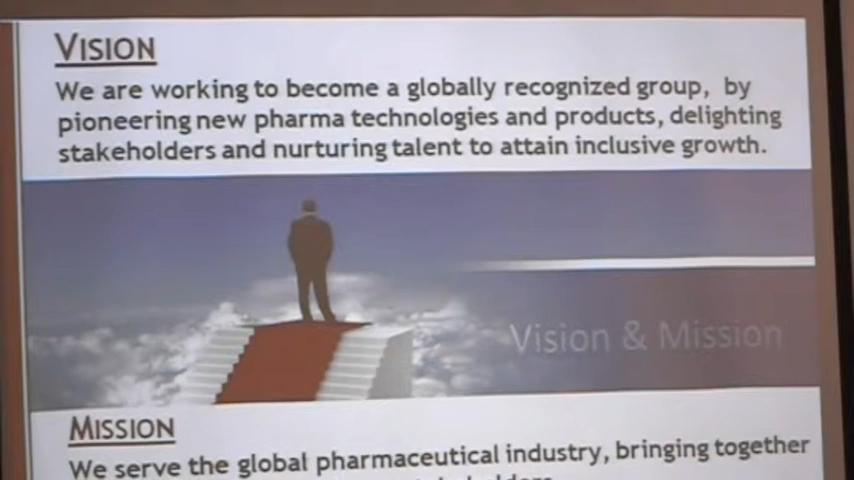 VISION
We are working to become a globally recognized group, by
pioneering new pharma technologies and products, delighting
stakeholders and nurturing talent to attain inclusive growth.
Vision & Mission
MISSION
We serve the global pharmaceutical industry, bringing together